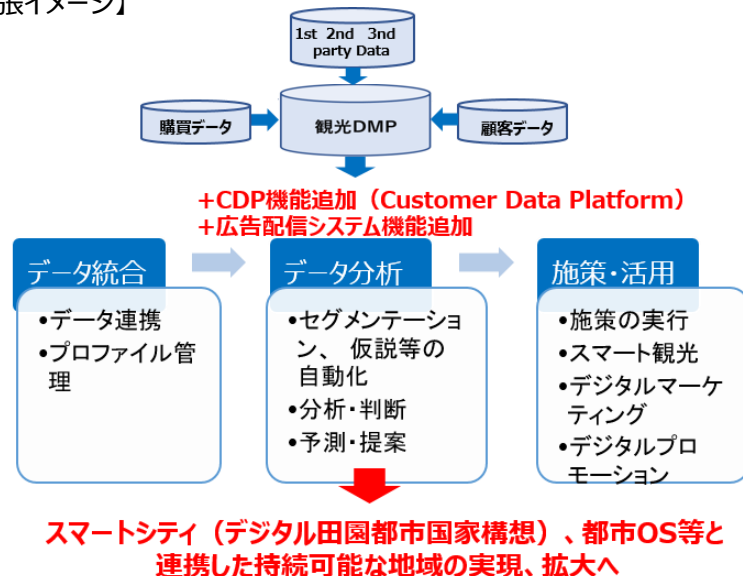 張イメージ】
1st 2nd 3nd
party Data
購買データ
観光DMP
顧客データ
+CDP機能追加（Customer Data Platform）
+広告配信システム機能追加
データ統合
•データ連携
•プロファイル管
理
データ分析
•セグメンテーショ
ン、 仮説等の
自動化
•分析・判断
•予測・提案
施策・活用
•施策の実行
•スマート観光
•デジタルマーケ
ティング
•デジタルプロ
モーション
スマートシティ（デジタル田園都市国家構想）、都市OS等と
連携した持続可能な地域の実現、拡大へ